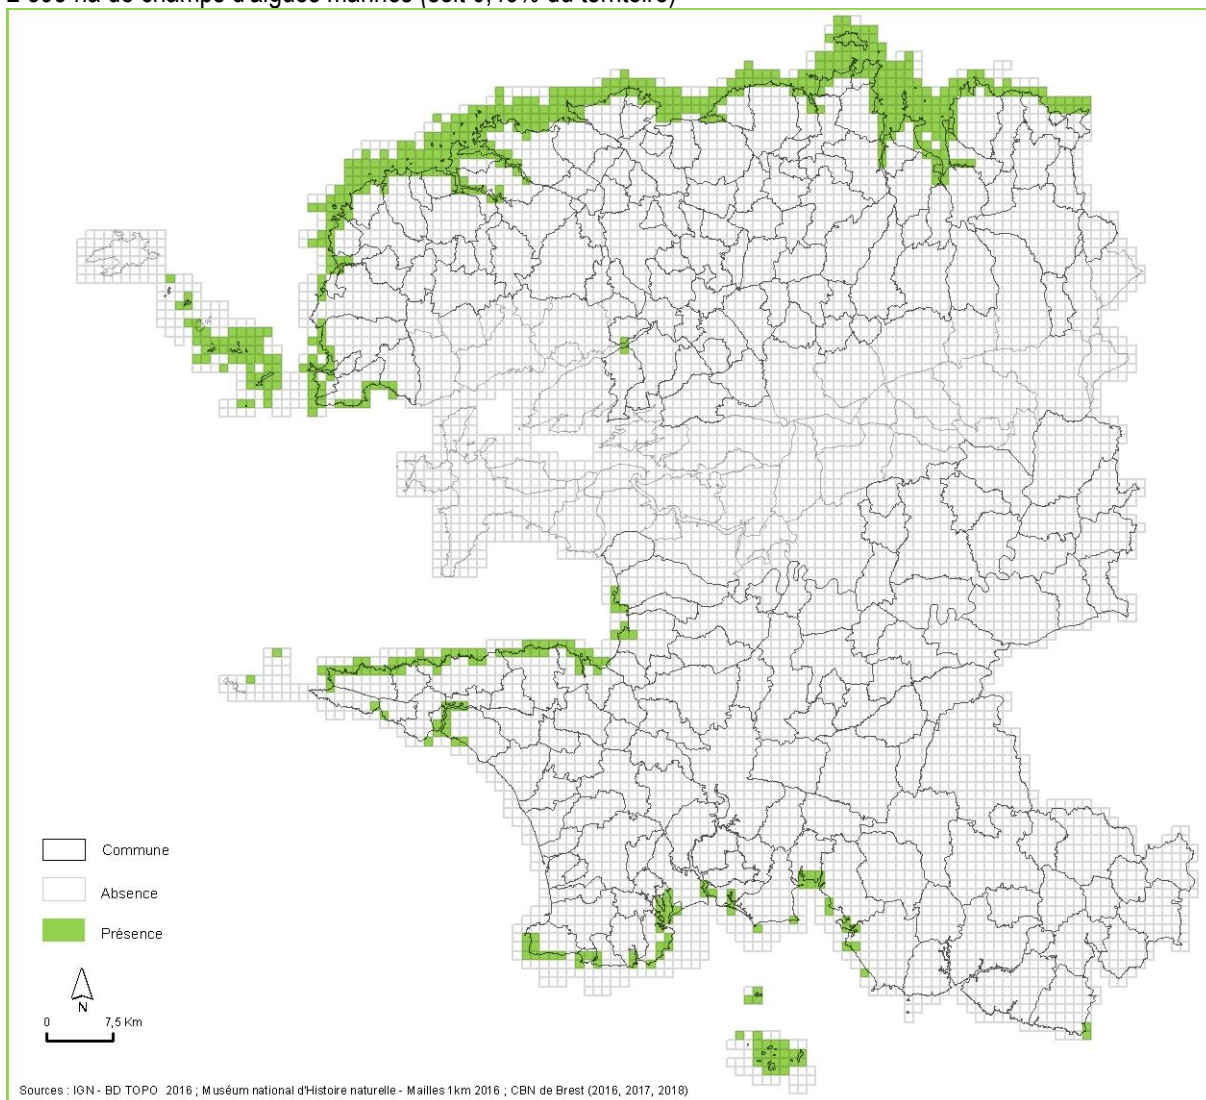 Commune
Absence
Présence
N
0 7,5 Km
Sources : IGN - BD TOPO 2016 ; Muséum national d'Histoire naturelle - Mailles 1km 2016 ; CBN de Brest (2016, 2017, 2018)